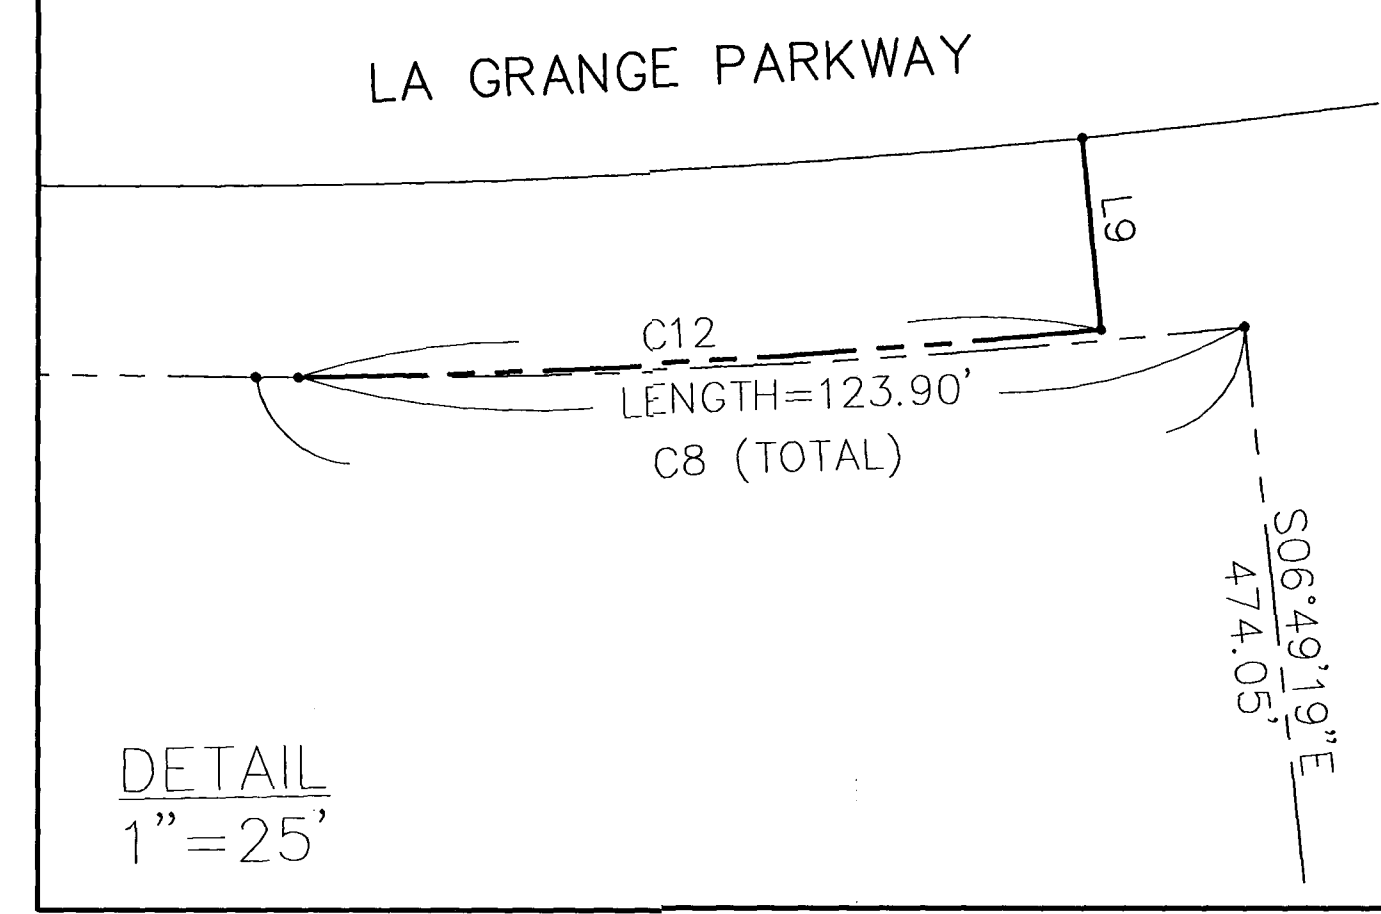 LA GRANGE PARKWAY
L9
C12
LENGTH=123.90'
C8 (TOTAL)
S06°49'19"E
474.05'
DETAIL
1"=25'